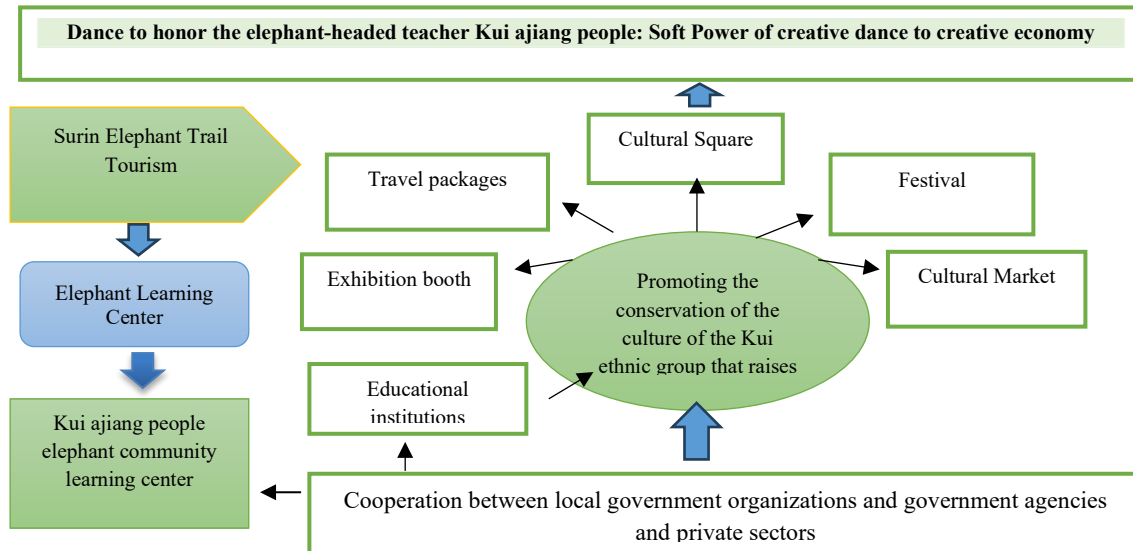 Dance to honor the elephant-headed teacher Kui ajiang people: Soft Power of creative dance to creative economy
Surin Elephant Trail
Tourism
Cultural Square
Travel packages
Festival
Elephant Learning
Center
Exhibition booth
Cultural Market
Promoting the
conservation of the
culture of the Kui
ethnic group that raises
Educational
institutions
Kui ajiang people
elephant community
learning center
Cooperation between local government organizations and government agencies
and private sectors